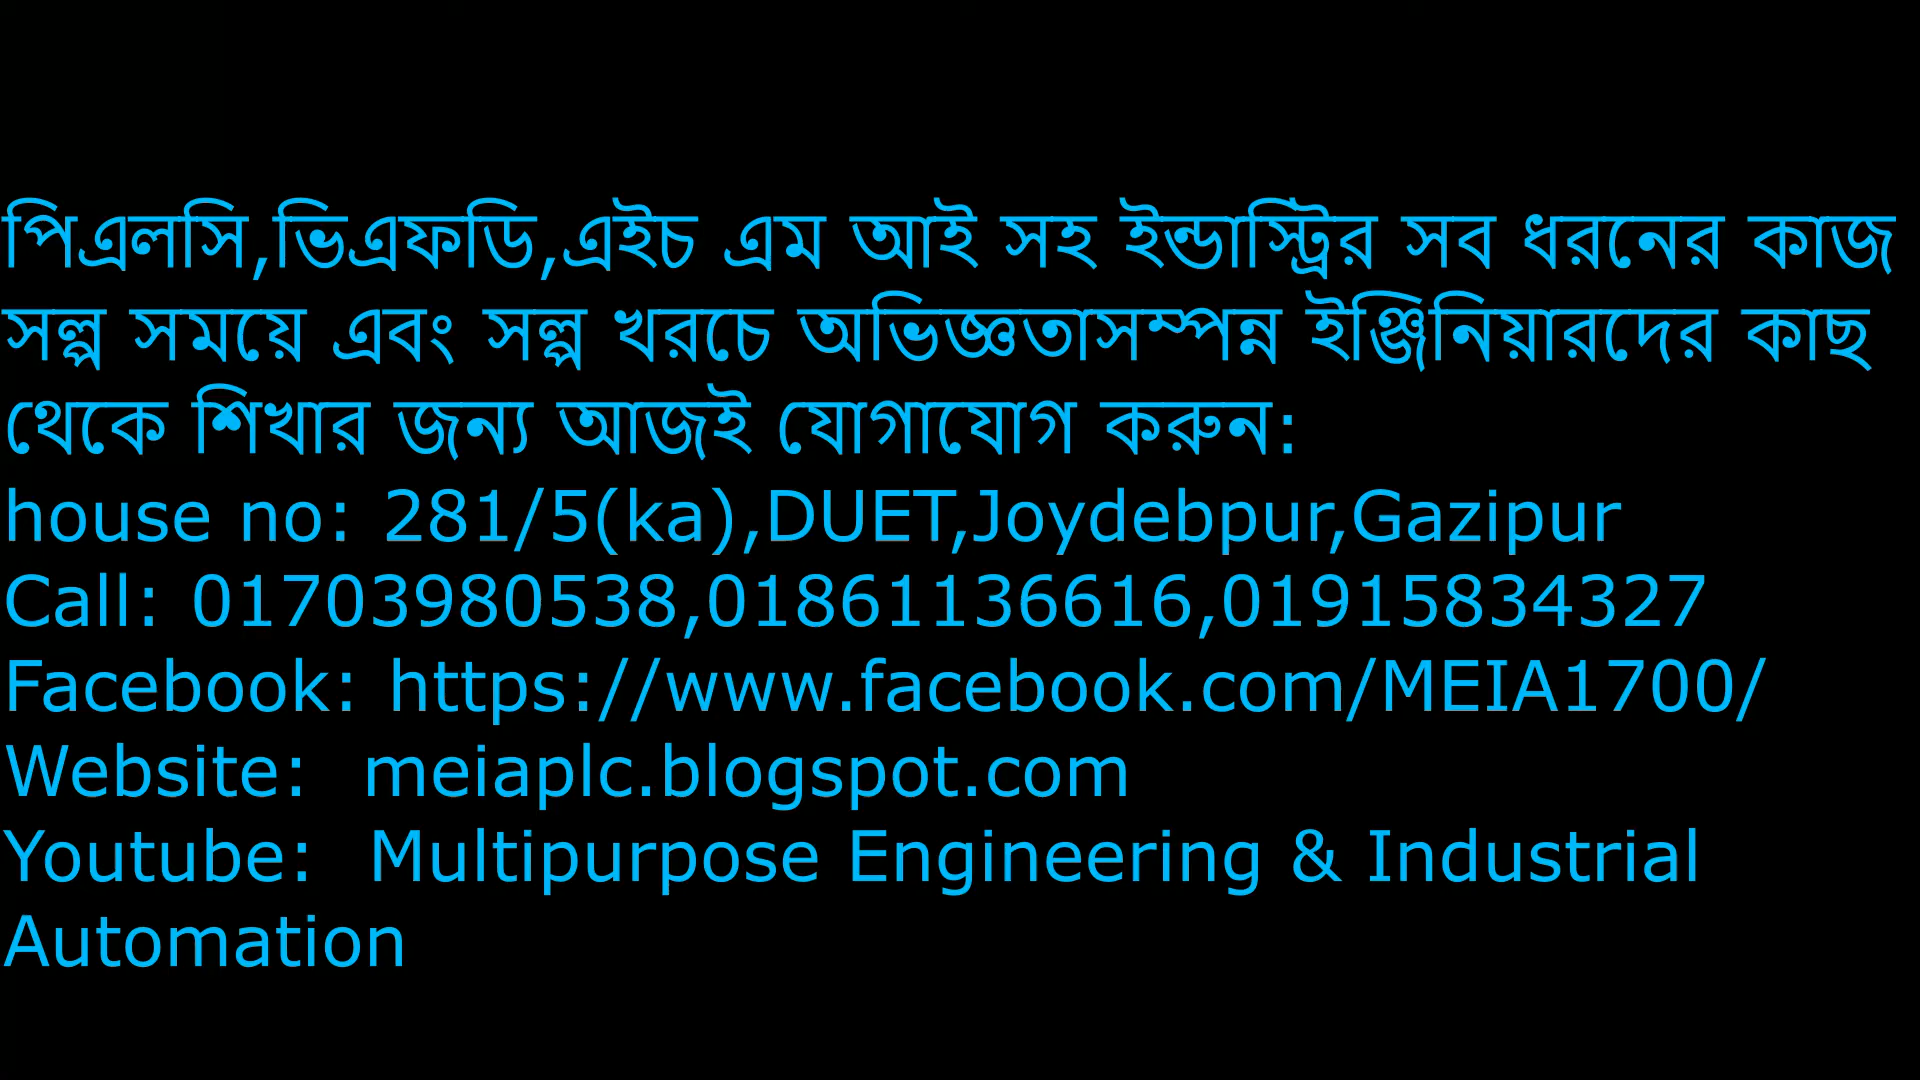 পিএলসি,ভিএফডি,এইচ এম আই সহ ইন্ডাস্ট্রির সব ধরনের কাজ
সল্প সময়ে এবং সল্প খরচে অভিজ্ঞতাসম্পন্ন ইঞ্জিনিয়ারদের কাছ
থেকে শিখার জন্য আজই যোগাযোগ করুন:
house no: 281/5(ka),DUET,Joydebpur,Gazipur
Call: 01703980538,01861136616,01915834327
Facebook: https://www.facebook.com/MEIA1700/
Website:  meiaplc.blogspot.com
Youtube:  Multipurpose Engineering & Industrial
Automation